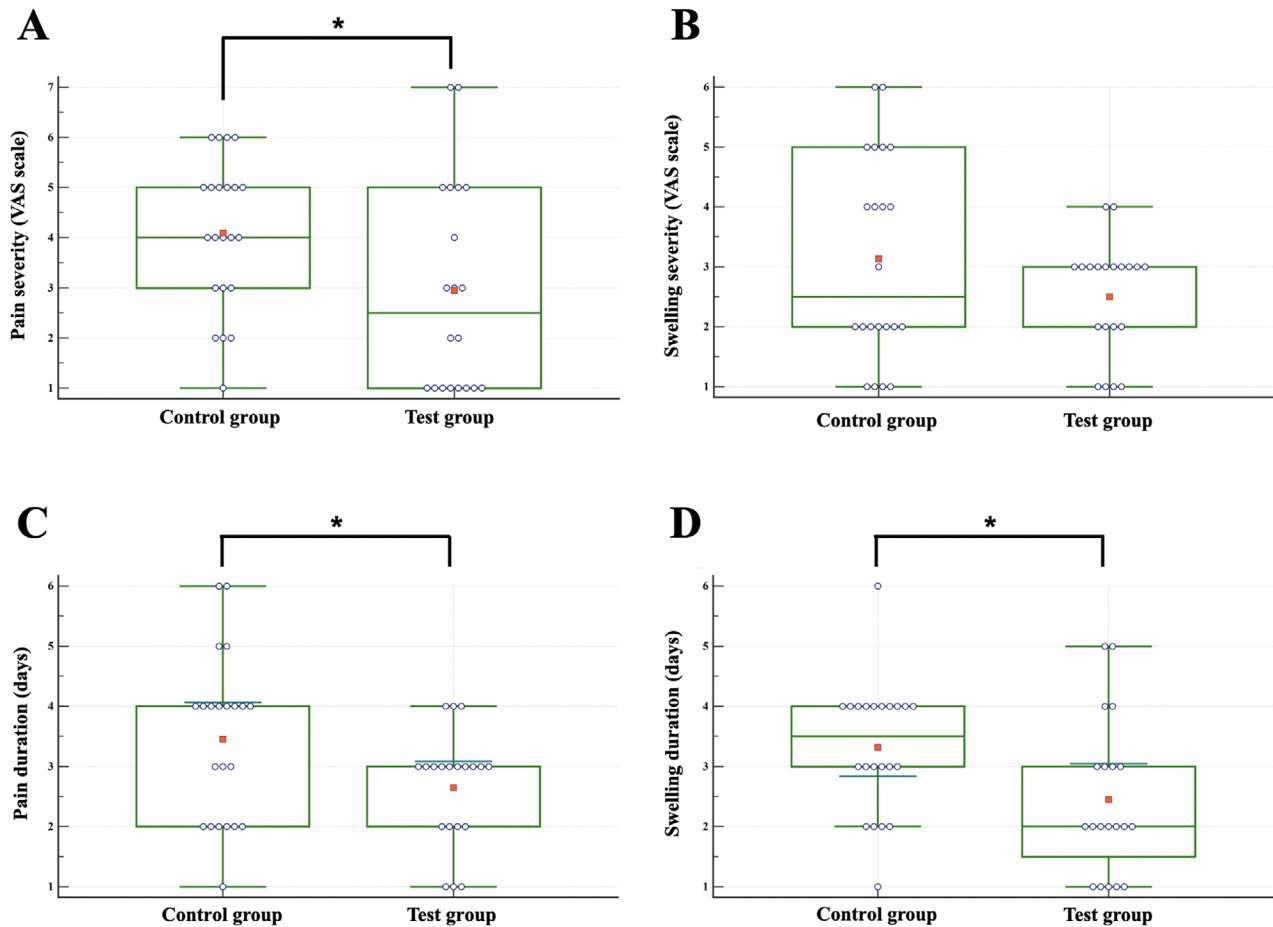 A
*
Pain severity (VAS scale)
7
6
5
4
3
2
1
Control group
Test group
B
Swelling severity (VAS scale)
6
5
4
3
2
1
Control group
Test group
C
*
Pain duration (days)
6
5
4
3
2
1
Control group
Test group
D
*
Swelling duration (days)
6
5
4
3
2
1
Control group
Test group